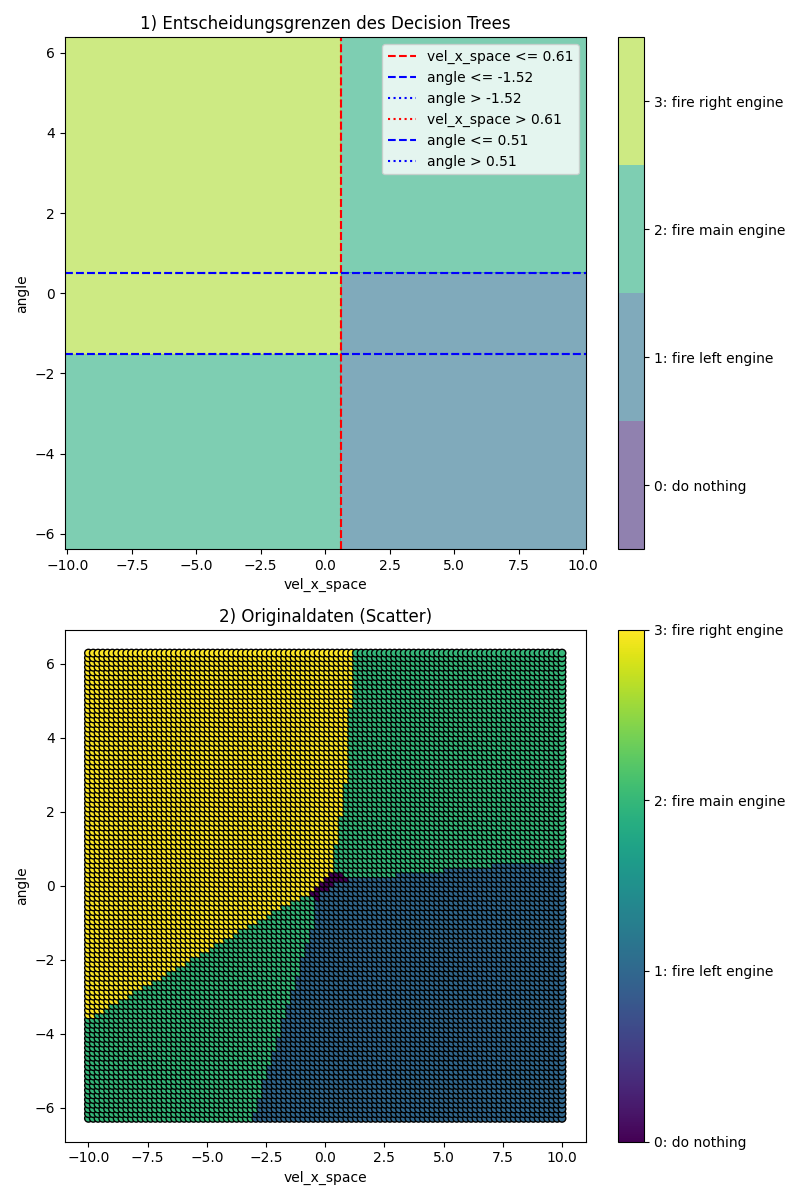 1) Entscheidungsgrenzen des Decision Trees
6
4
2
0
−2
−4
−6
angle
−10.0
−7.5
−5.0
−2.5
0.0
2.5
5.0
7.5
10.0
vel_x_space
vel_x_space <= 0.61
angle <= -1.52
angle > -1.52
vel_x_space > 0.61
angle <= 0.51
angle > 0.51
3: fire right engine
2: fire main engine
1: fire left engine
0: do nothing
2) Originaldaten (Scatter)
6
4
2
0
−2
−4
−6
angle
−10.0
−7.5
−5.0
−2.5
0.0
2.5
5.0
7.5
10.0
vel_x_space
3: fire right engine
2: fire main engine
1: fire left engine
0: do nothing